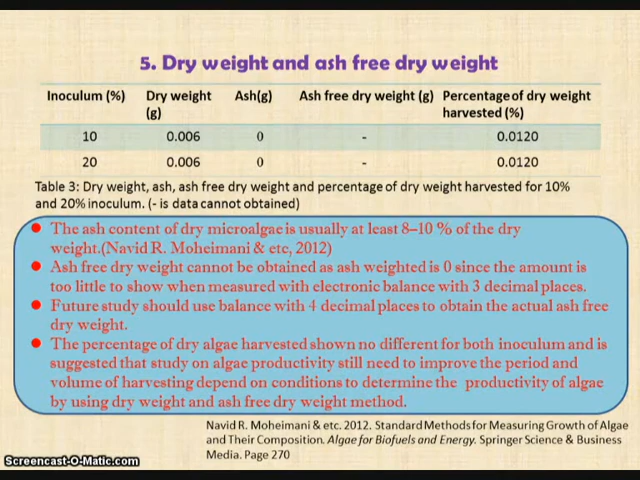 5. Dry weight and ash free dry weight
Inoculum (%) Dry weight (g) Ash(g) Ash free dry weight (g) Percentage of dry weight harvested (%)
10 0.006 0 - 0.0120
20 0.006 0 - 0.0120
Table 3: Dry weight, ash, ash free dry weight and percentage of dry weight harvested for 10%
and 20% inoculum. (- is data cannot obtained)
The ash content of dry microalgae is usually at least 8–10 % of the dry
weight.(Navid R. Moheimani & etc, 2012)
Ash free dry weight cannot be obtained as ash weighted is 0 since the amount is
too little to show when measured with electronic balance with 3 decimal places.
Future study should use balance with 4 decimal places to obtain the actual ash free
dry weight.
The percentage of dry algae harvested shown no different for both inoculum and is
suggested that study on algae productivity still need to improve the period and
volume of harvesting depend on conditions to determine the productivity of algae
by using dry weight and ash free dry weight method.
Navid R. Moheimani & etc. 2012. Standard Methods for Measuring Growth of Algae
and Their Composition. Algae for Biofuels and Energy. Springer Science & Business
Media. Page 270
Screencast-O-Matic.com